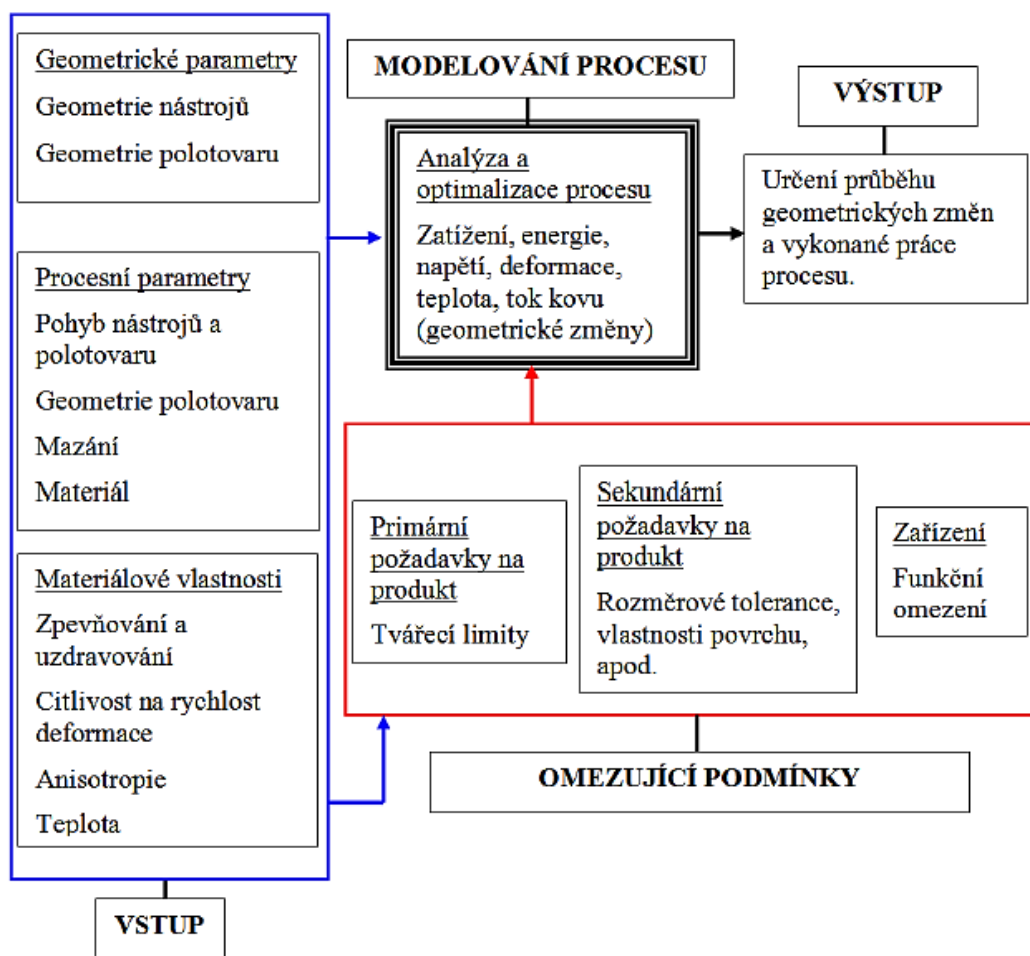 Geometrické parametry
Geometrie nástrojů
Geometrie polotovaru
Procesní parametry
Pohyb nástrojů a
polotovaru
Geometrie polotovaru
Mazání
Materiál
Materiálové vlastnosti
Zpevňování a
uzdravování
Citlivost na rychlost
deformace
Anisotropie
Teplota
VSTUP
MODELOVÁNÍ PROCESU
Analýza a
optimalizace procesu
Zatížení, energie,
napětí, deformace,
teplota, tok kovu
(geometrické změny)
VÝSTUP
Určení průběhu
geometrických změn
a vykonané práce
procesu.
Primární
požadavky na
produkt
Tvářecí limity
Sekundární
požadavky na
produkt
Rozměrové tolerance,
vlastnosti povrchu,
apod.
Zařízení
Funkční
omezení
OMEZUJÍCÍ PODMÍNKY